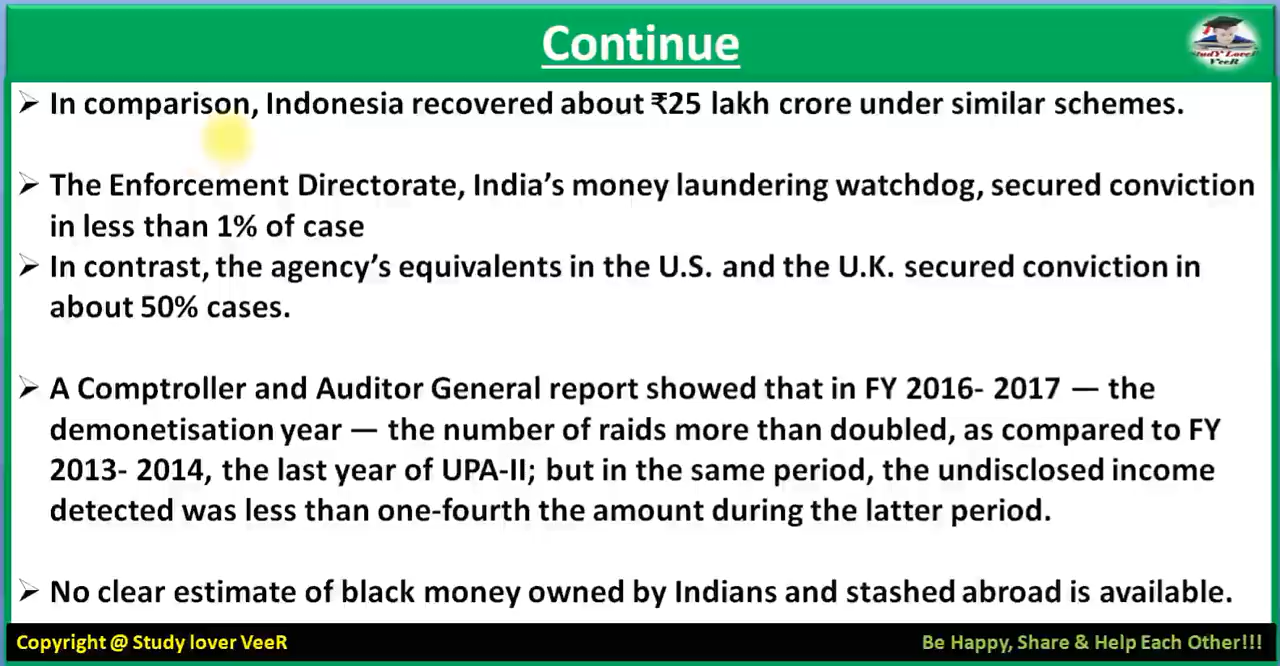 Continue
StudY LoveR
VeeR
➢ In comparison, Indonesia recovered about ₹25 lakh crore under similar schemes.
➢ The Enforcement Directorate, India’s money laundering watchdog, secured conviction
in less than 1% of case
➢ In contrast, the agency’s equivalents in the U.S. and the U.K. secured conviction in
about 50% cases.
➢ A Comptroller and Auditor General report showed that in FY 2016- 2017 — the
demonetisation year — the number of raids more than doubled, as compared to FY
2013- 2014, the last year of UPA-II; but in the same period, the undisclosed income
detected was less than one-fourth the amount during the latter period.
➢ No clear estimate of black money owned by Indians and stashed abroad is available.
Copyright @ Study lover VeeR
Be Happy, Share & Help Each Other!!!